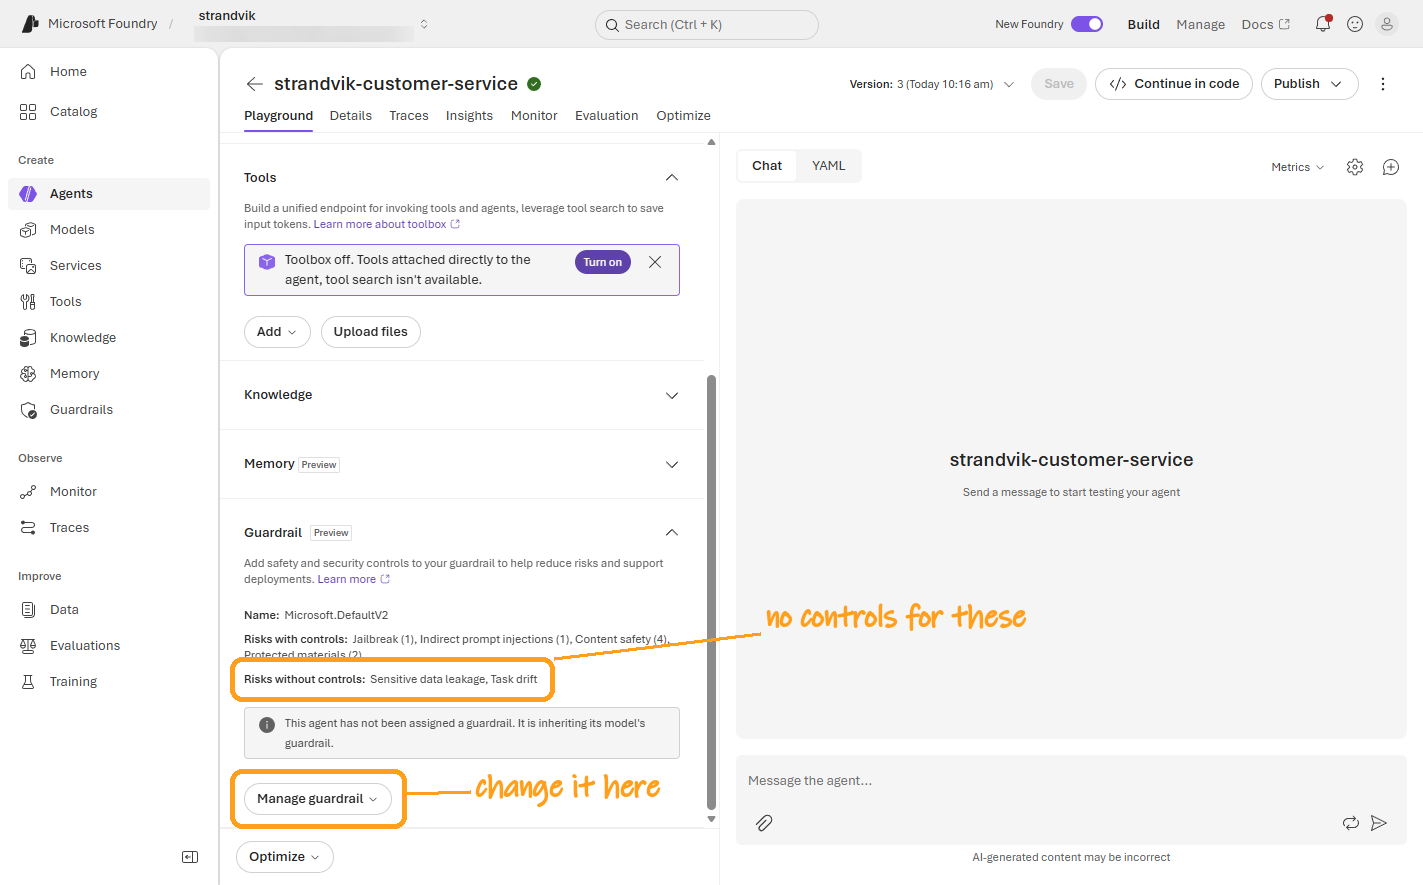 Microsoft Foundry
/
strandvik
Search (Ctrl + K)
New Foundry
Build
Manage
Docs
Home
Catalog
Create
Agents
Models
Services
Tools
Knowledge
Memory
Guardrails
Observe
Monitor
Traces
Improve
Data
Evaluations
Training
strandvik-customer-service
Version: 3 (Today 10:16 am)
Save
Continue in code
Publish
Playground
Details
Traces
Insights
Monitor
Evaluation
Optimize
Tools
Build a unified endpoint for invoking tools and agents, leverage tool search to save
input tokens. Learn more about toolbox
Toolbox off. Tools attached directly to the
agent, tool search isn't available.
Turn on
Add
Upload files
Knowledge
Memory Preview
Guardrail Preview
Add safety and security controls to your guardrail to help reduce risks and support
deployments. Learn more
Name: Microsoft.DefaultV2
Risks with controls: Jailbreak (1), Indirect prompt injections (1), Content safety (4),
Protected materials (2)
Risks without controls: Sensitive data leakage, Task drift
no controls for these
This agent has not been assigned a guardrail. It is inheriting its model's
guardrail.
Manage guardrail
change it here
Optimize
Chat
YAML
Metrics
strandvik-customer-service
Send a message to start testing your agent
Message the agent...
AI-generated content may be incorrect